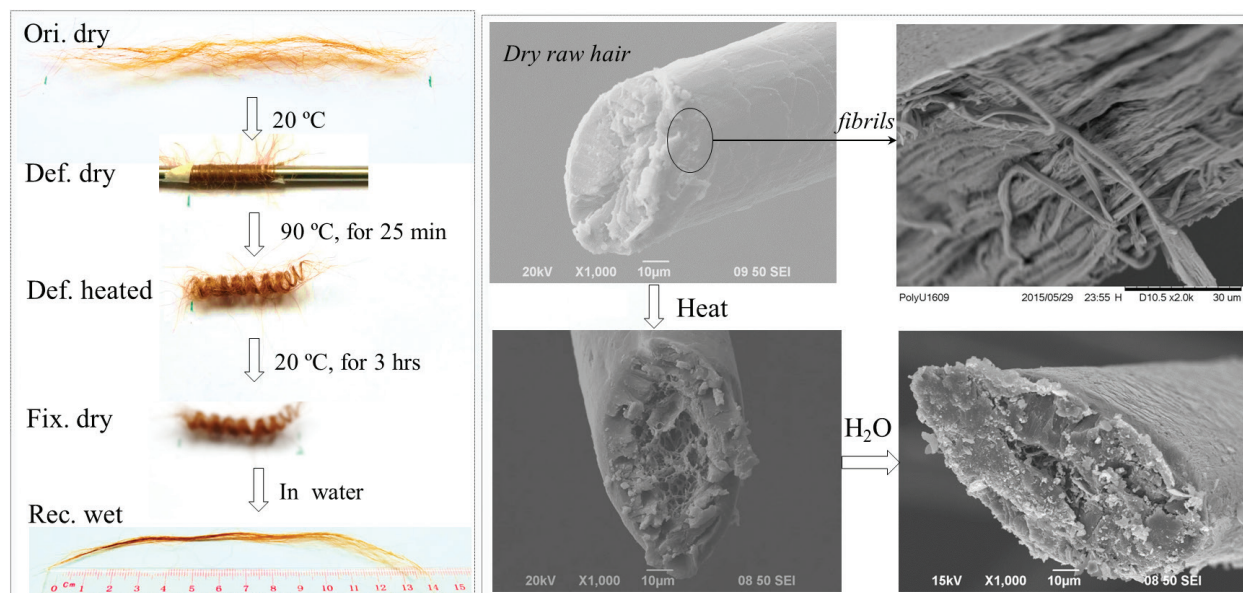 Ori. dry
20 ºC
Def. dry
90 ºC, for 25 min
Def. heated
20 ºC, for 3 hrs
Fix. dry
In water
Rec. wet
0 Cm 1 2 3 4 5 6 7 8 9 10 11 12 13 14 15
Dry raw hair
20kV X1,000 10μm 09 50 SEI
fibrils
PolyU1609 2015/05/29 23:55 H D10.5 x2.0k 30 um
Heat
20kV X1,000 10μm 08 50 SEI
H₂O
15kV X1,000 10μm 08 50 SEI